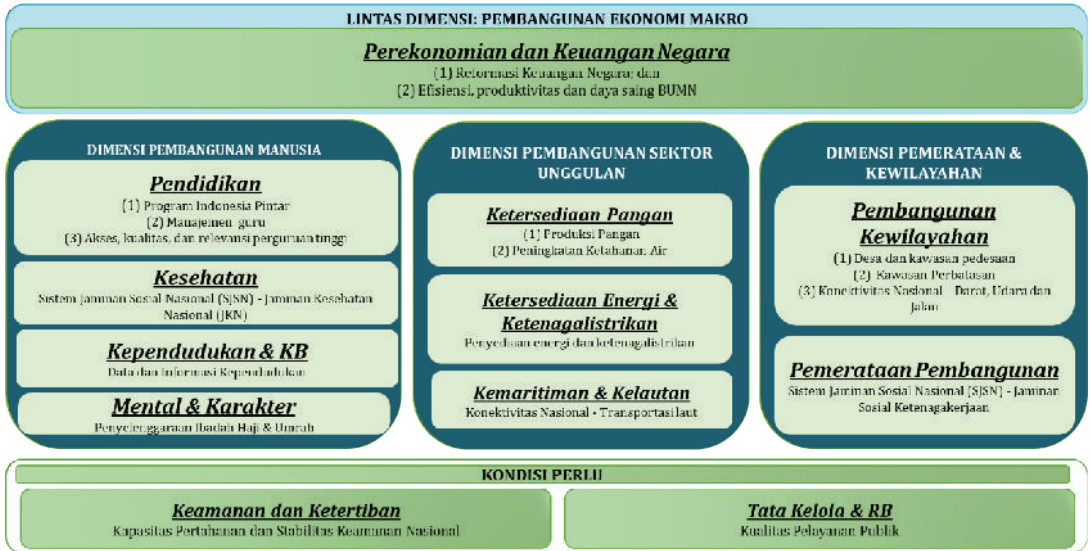 LINTAS DIMENSI: PEMBANGUNAN EKONOMI MAKRO
Perekonomian dan Keuangan Negara
(1) Reformasi Keuangan Negara; dan
(2) Efisiensi, produktivitas dan daya saing BUMN
DIMENSI PEMBANGUNAN MANUSIA
Pendidikan
(1) Program Indonesia Pintar
(2) Manajemen guru
(3) Akses, kualitas, dan relevansi perguruan tinggi
Kesehatan
Sistem Jaminan Sosial Nasional (SJSN) - Jaminan Kesehatan
Nasional (JKN)
Kependudukan & KB
Data dan Informasi Kependudukan
Mental & Karakter
Penyelenggaraan Ibadah Haji & Umrah
DIMENSI PEMBANGUNAN SEKTOR
UNGGULAN
Ketersediaan Pangan
(1) Produksi Pangan
(2) Peningkatan Ketahanan Air
Ketersediaan Energi &
Ketenagalistrikan
Penyediaan energi dan ketenagalistrikan
Kemaritiman & Kelautan
Konektivitas Nasional - Transportasi laut
DIMENSI PEMERATAAN &
KEWILAYAHAN
Pembangunan
Kewilayahan
(1) Desa dan kawasan pedesaan
(2) Kawasan Perbatasan
(3) Konektivitas Nasional - Darat, Udara dan
Jalan
Pemerataan Pembangunan
Sistem Jaminan Sosial Nasional (SJSN) - Jaminan
Sosial Ketenagakerjaan
KONDISI PERLU
Keamanan dan Ketertiban
Kapasitas Pertahanan dan Stabilitas Keamanan Nasional
Tata Kelola & RB
Kualitas Pelayanan Publik